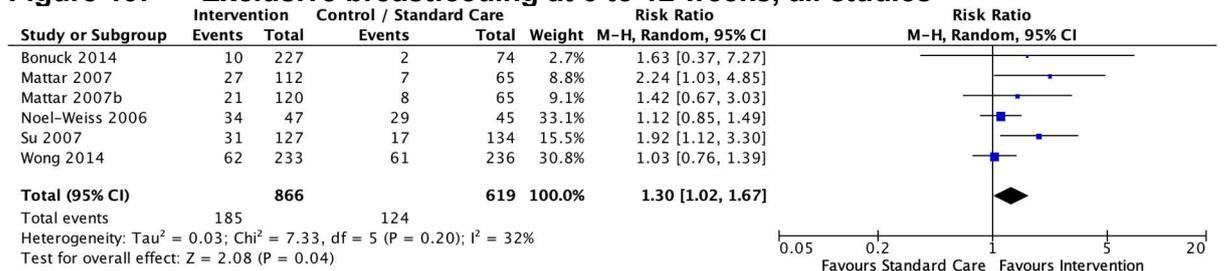 Figure 10: Exclusive breastfeeding at 6 to 12 weeks, all studies
Intervention Control / Standard Care Risk Ratio Risk Ratio
Study or Subgroup Events Total Events Total Weight M-H, Random, 95% CI M-H, Random, 95% CI
Bonuck 2014 10 227 2 74 2.7% 1.63 [0.37, 7.27]
Mattar 2007 27 112 7 65 8.8% 2.24 [1.03, 4.85]
Mattar 2007b 21 120 8 65 9.1% 1.42 [0.67, 3.03]
Noel-Weiss 2006 34 47 29 45 33.1% 1.12 [0.85, 1.49]
Su 2007 31 127 17 134 15.5% 1.92 [1.12, 3.30]
Wong 2014 62 233 61 236 30.8% 1.03 [0.76, 1.39]
Total (95% CI) 866 619 100.0% 1.30 [1.02, 1.67]
Total events 185 124
Heterogeneity: Tau² = 0.03; Chi² = 7.33, df = 5 (P = 0.20); I² = 32%
Test for overall effect: Z = 2.08 (P = 0.04)
0.05 0.2 1 5 20
Favours Standard Care Favours Intervention